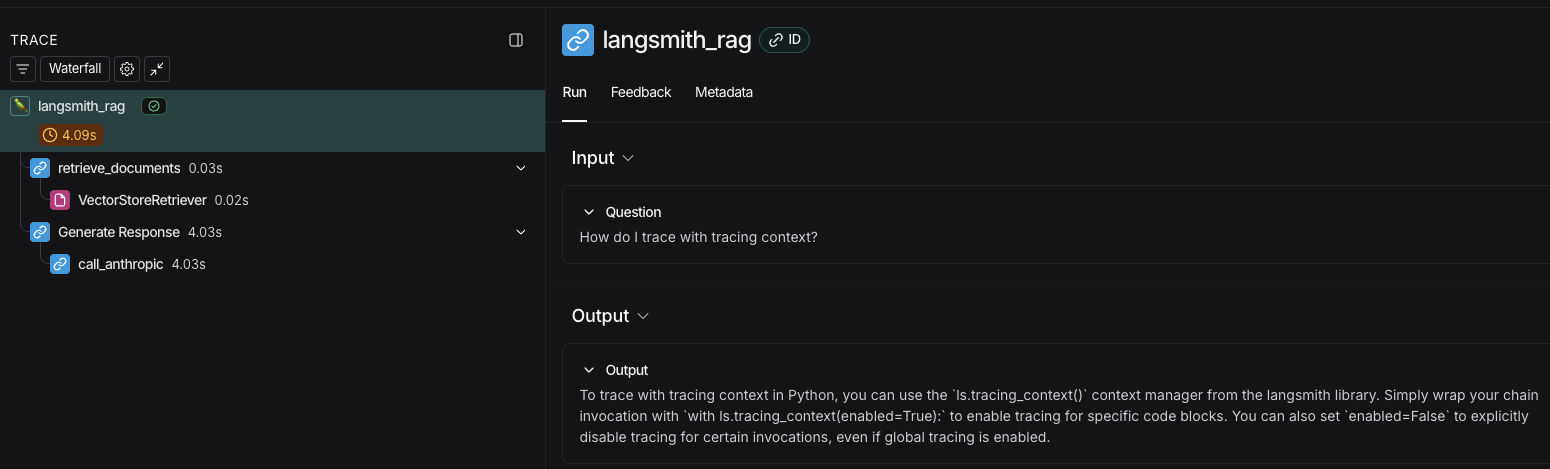 TRACE
Waterfall
langsmith_rag
4.09s
retrieve_documents 0.03s
VectorStoreRetriever 0.02s
Generate Response 4.03s
call_anthropic 4.03s
langsmith_rag ID
Run Feedback Metadata
Input
Question
How do I trace with tracing context?
Output
Output
To trace with tracing context in Python, you can use the `ls.tracing_context()` context manager from the langsmith library. Simply wrap your chain
invocation with `with ls.tracing_context(enabled=True):` to enable tracing for specific code blocks. You can also set `enabled=False` to explicitly
disable tracing for certain invocations, even if global tracing is enabled.